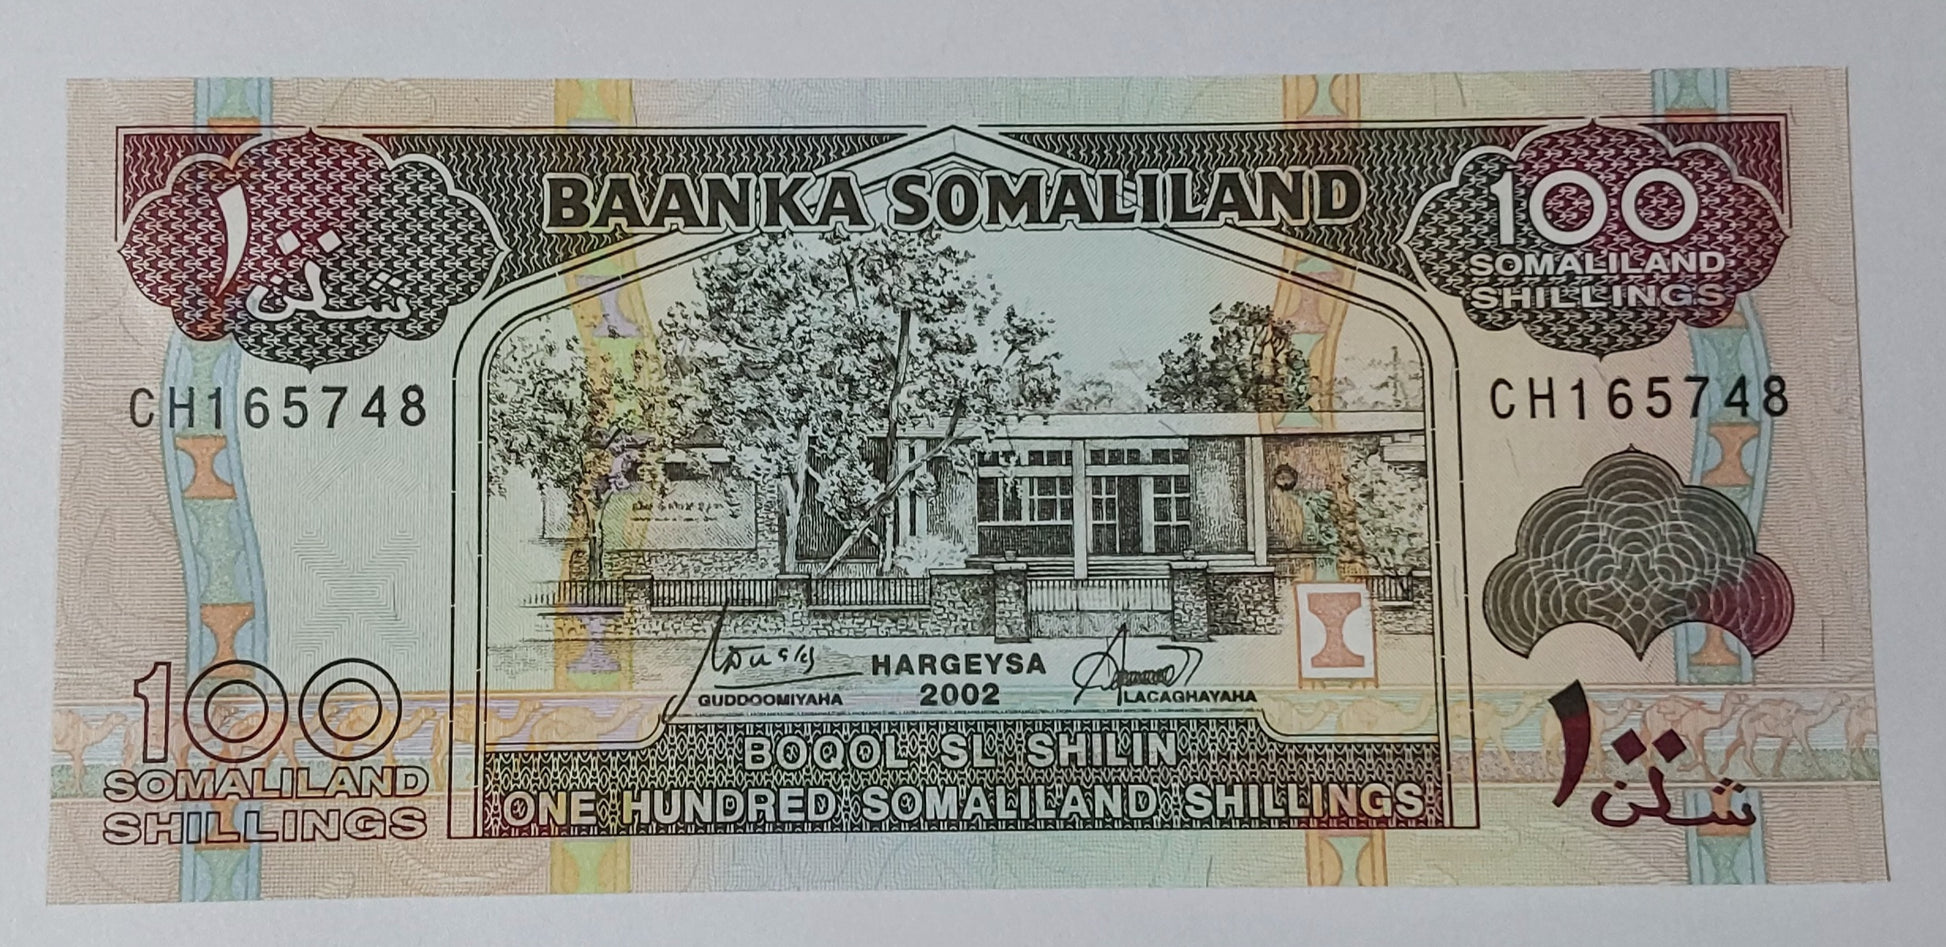 BAANKA SOMALILAND
١٠٠
شلن
100
SOMALILAND
SHILLINGS
CH165748
CH165748
HARGEYSA
2002
GUDDOOMIYAHA
LACAGHAYAHA
100
SOMALILAND
SHILLINGS
BOQOL SL SHILIN
ONE HUNDRED SOMALILAND SHILLINGS
١٠٠
شلن